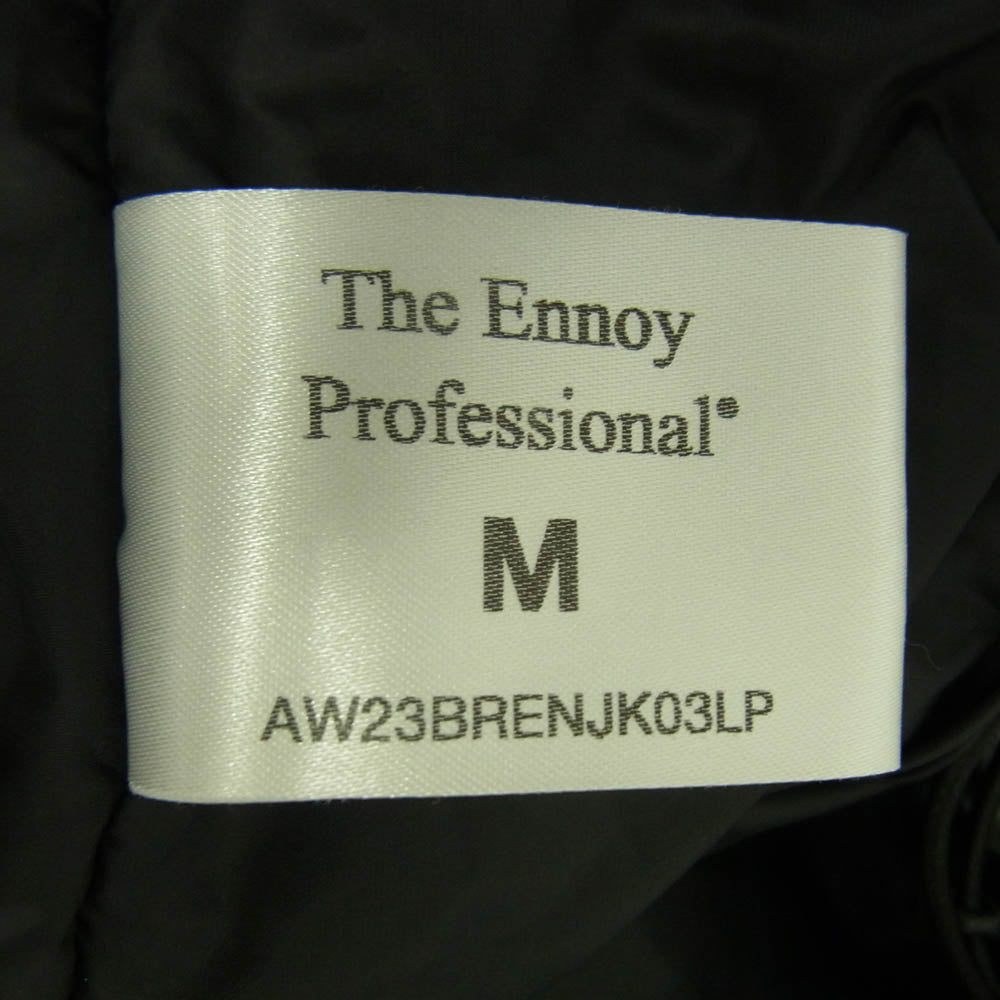 The Ennoy
Professional®
M
AW23BRENJK03LP